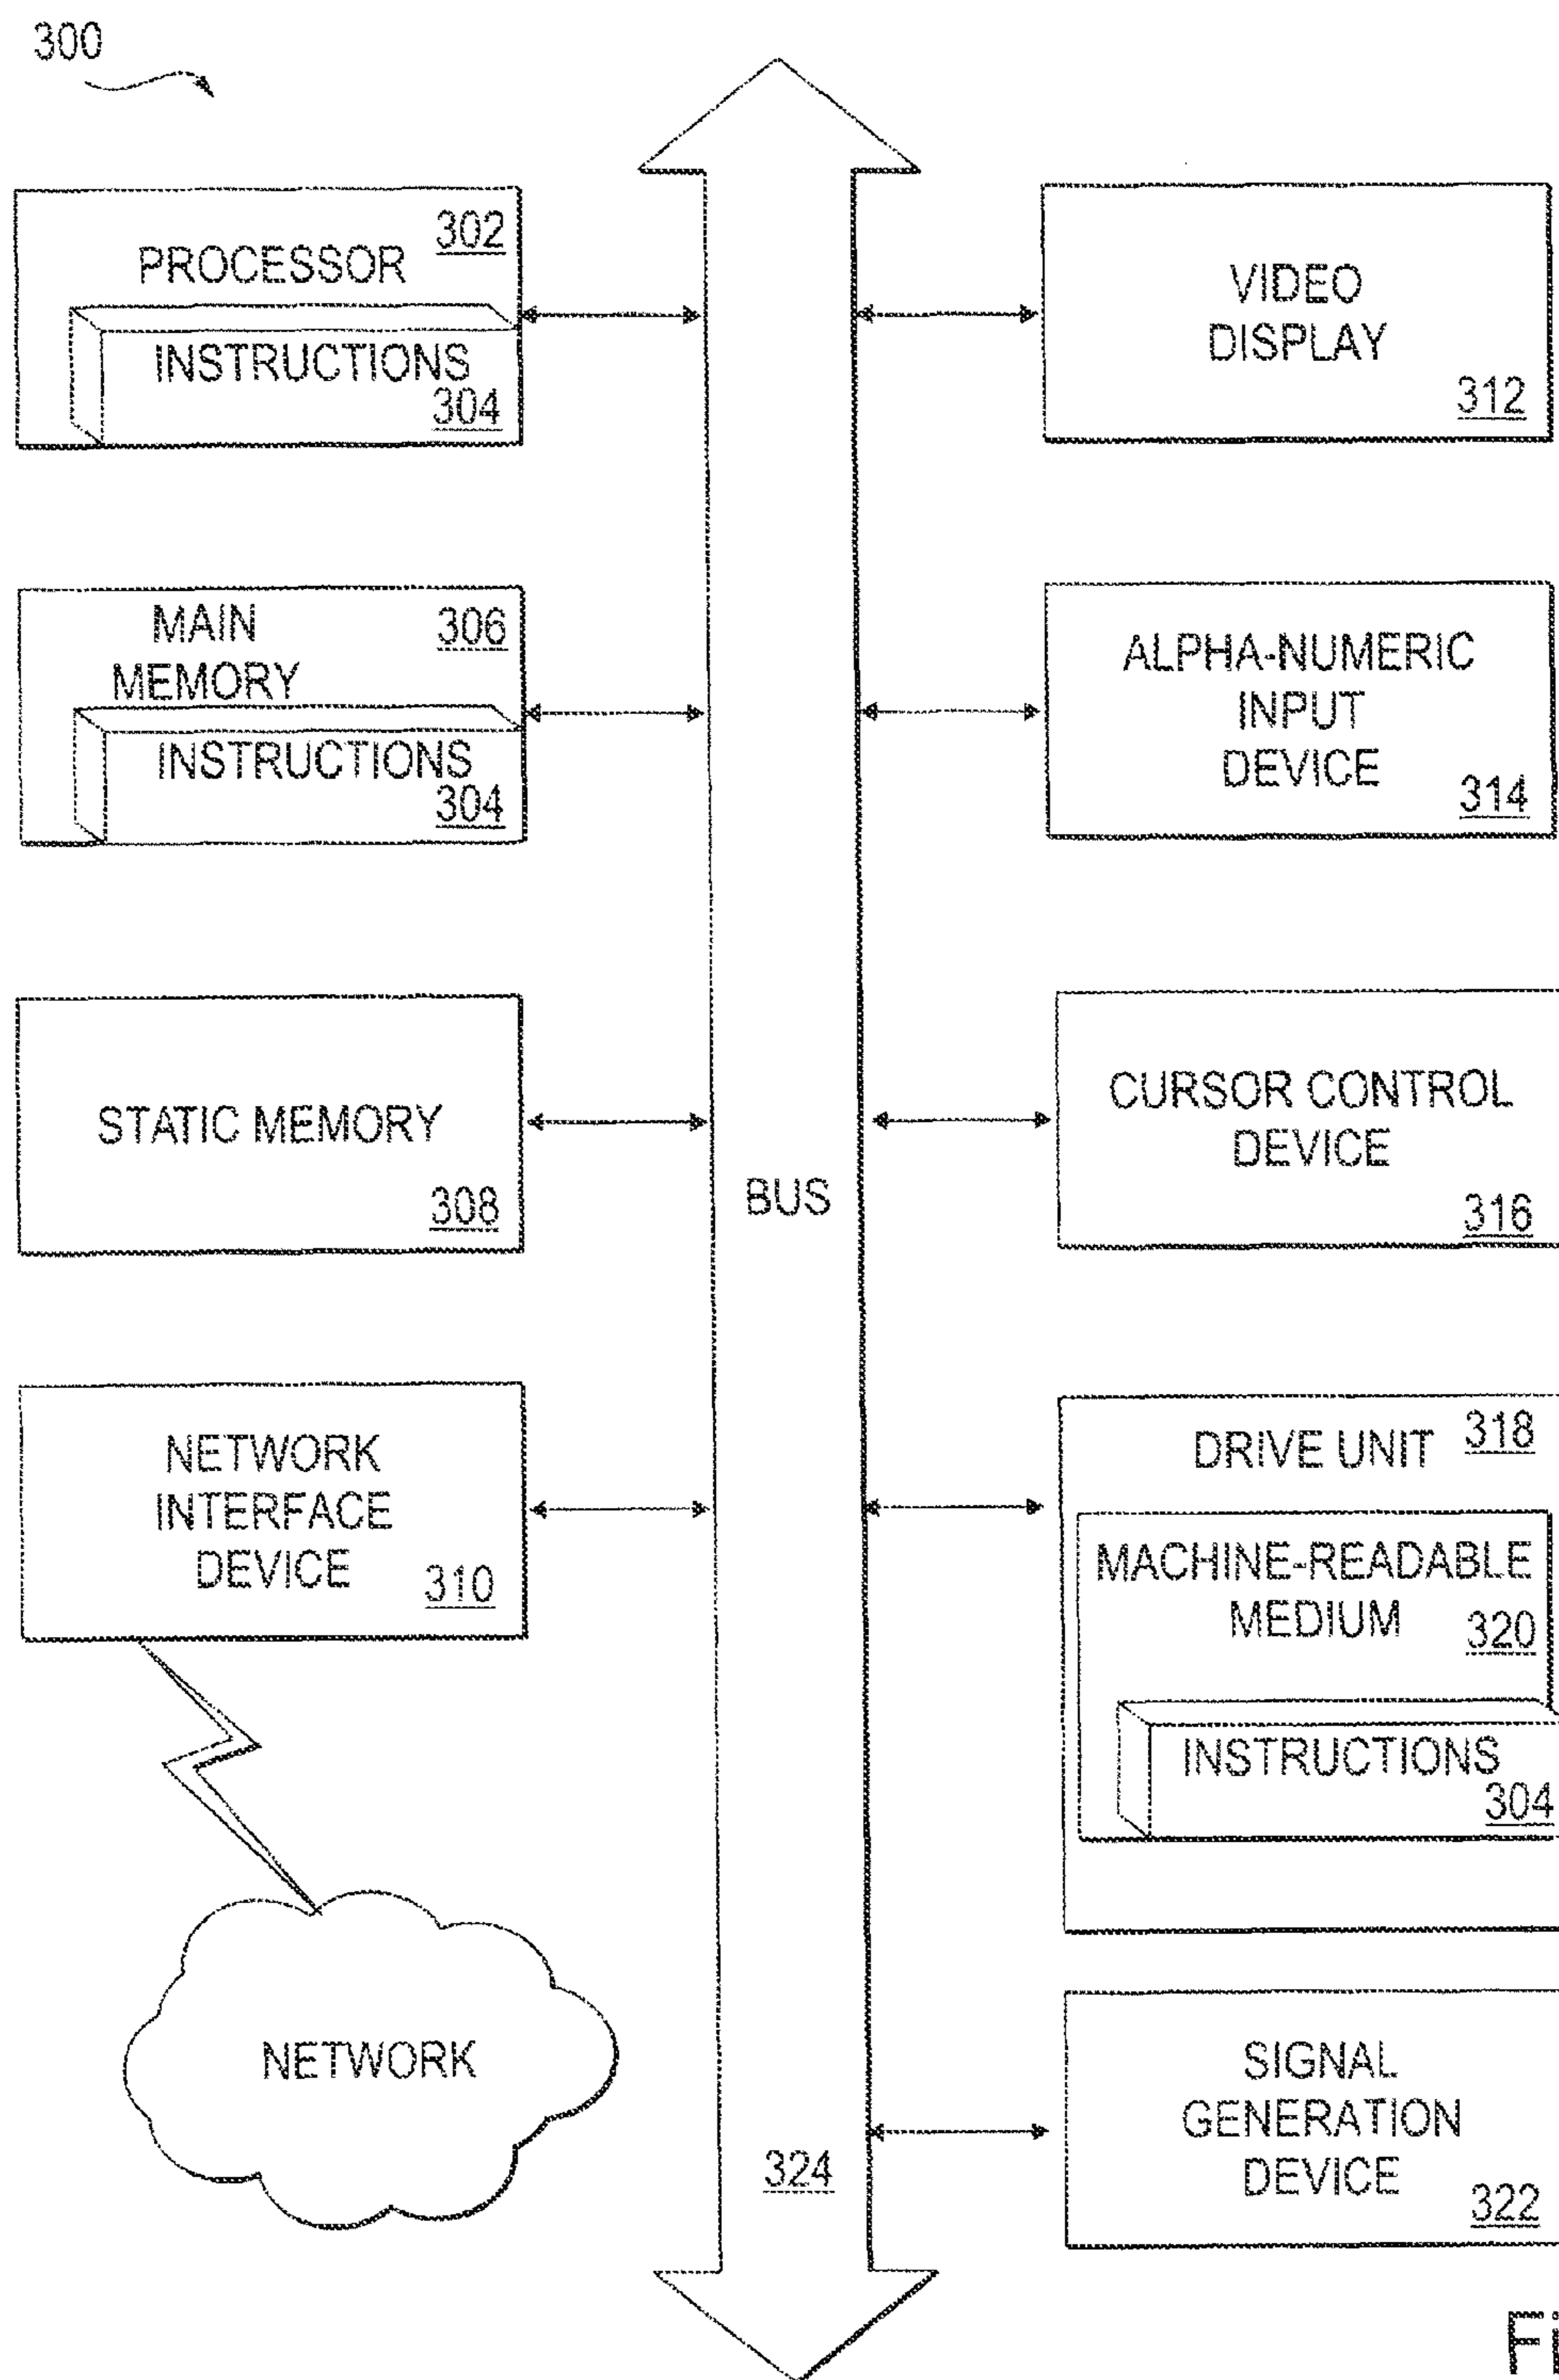 300
302
PROCESSOR
INSTRUCTIONS
304
VIDEO
DISPLAY
312
MAIN
306
MEMORY
INSTRUCTIONS
304
ALPHA-NUMERIC
INPUT
DEVICE
314
STATIC MEMORY
308
BUS
CURSOR CONTROL
DEVICE
316
NETWORK
INTERFACE
DEVICE
310
DRIVE UNIT 318
MACHINE-READABLE
MEDIUM
320
INSTRUCTIONS
304
NETWORK
324
SIGNAL
GENERATION
DEVICE
322
Fi